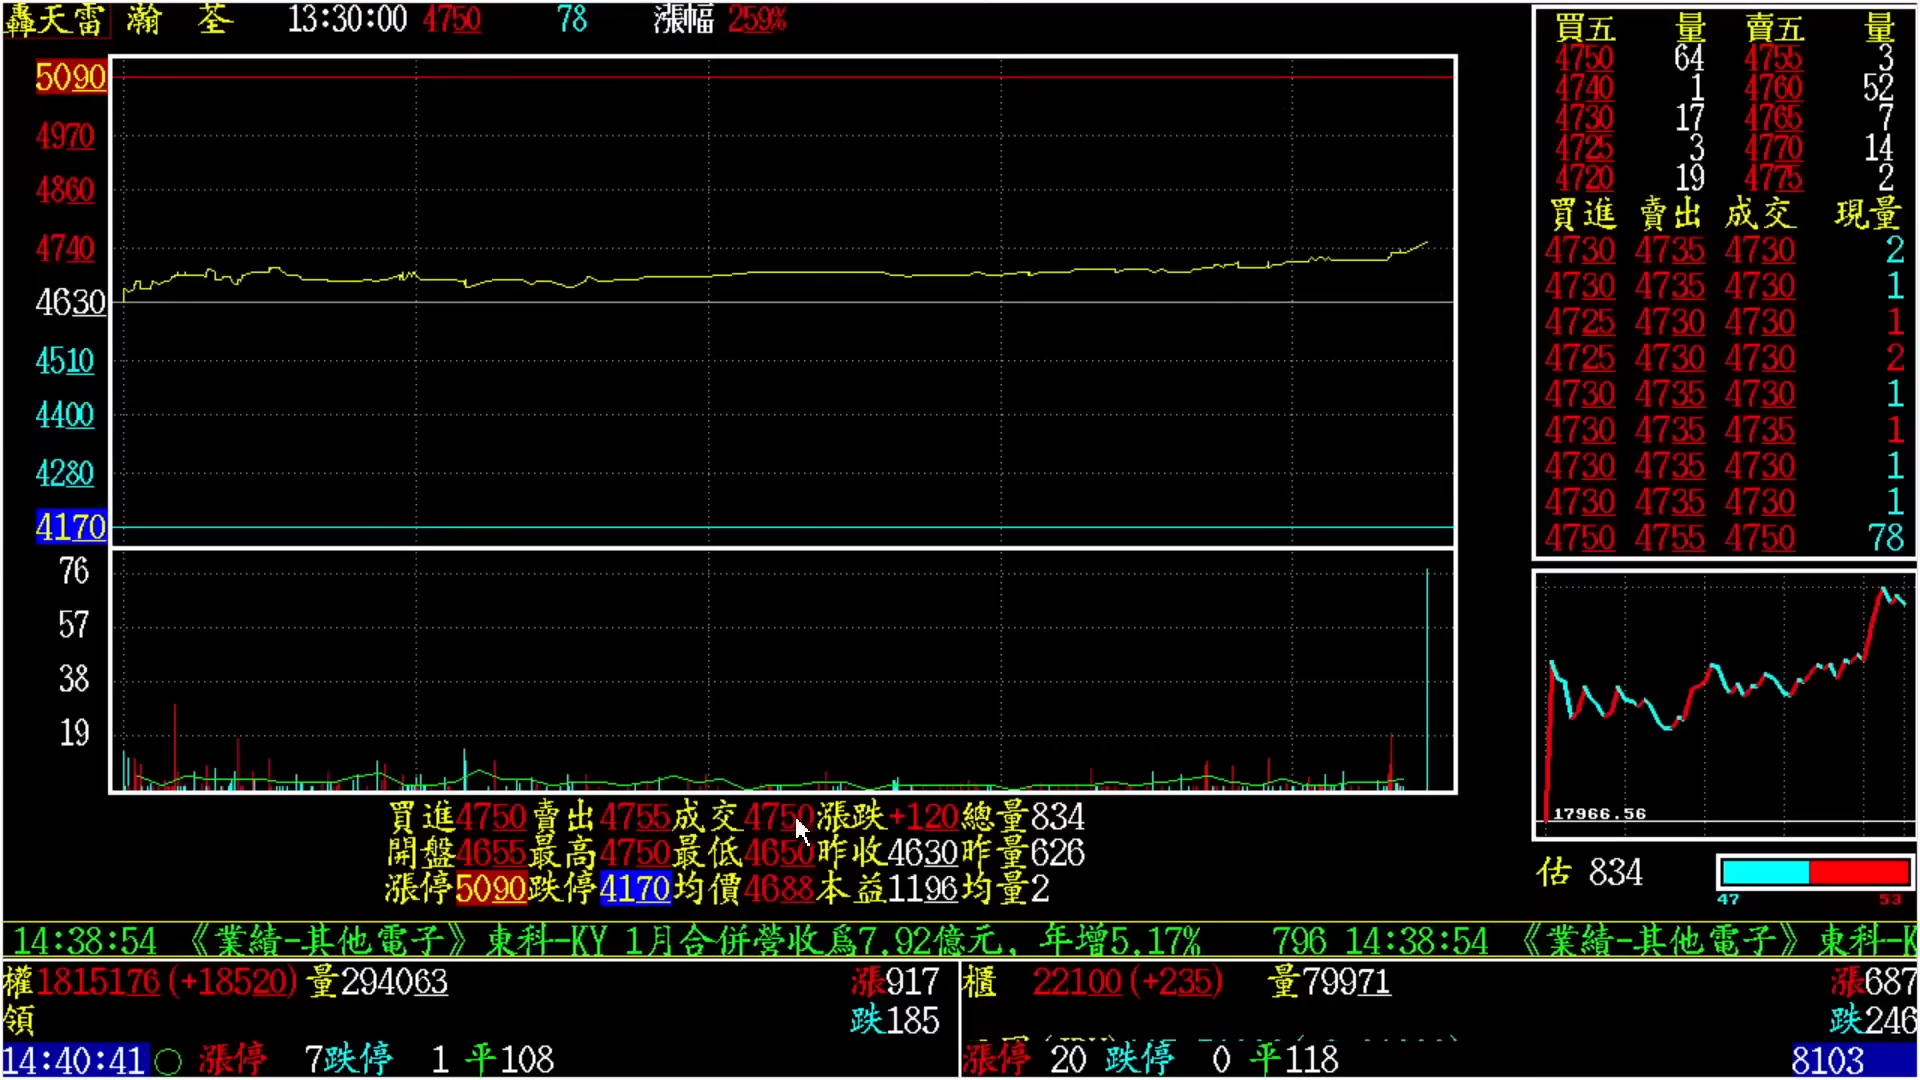 轟天雷 瀚 荃 13:30:00 4750 78 漲幅 259%
5090
4970
4860
4740
4630
4510
4400
4280
4170
76
57
38
19
買五 量 賣五 量
4750 64 4755 3
4740 1 4760 52
4730 17 4765 7
4725 3 4770 14
4720 19 4775 2
買進 賣出 成交 現量
4730 4735 4730 2
4730 4735 4730 1
4725 4730 4730 1
4725 4730 4730 2
4730 4735 4730 1
4730 4735 4735 1
4730 4735 4730 1
4730 4735 4730 1
4750 4755 4750 78
17966.56
估 834
47 53
買進4750賣出4755成交4750漲跌+120總量834
開盤4655最高4750最低4650昨收4630昨量626
漲停5090跌停4170均價4688本益1196均量2
14:38:54 《業績-其他電子》東科-KY 1月合併營收爲7.92億元, 年增5.17% 796 14:38:54 《業績-其他電子》東科-K
權1815176(+18520)量294063 漲917
領 跌185
14:40:41 漲停 7跌停 1 平108
櫃 22100(+235) 量79971 漲687
跌246
漲停 20 跌停 0 平118 8103